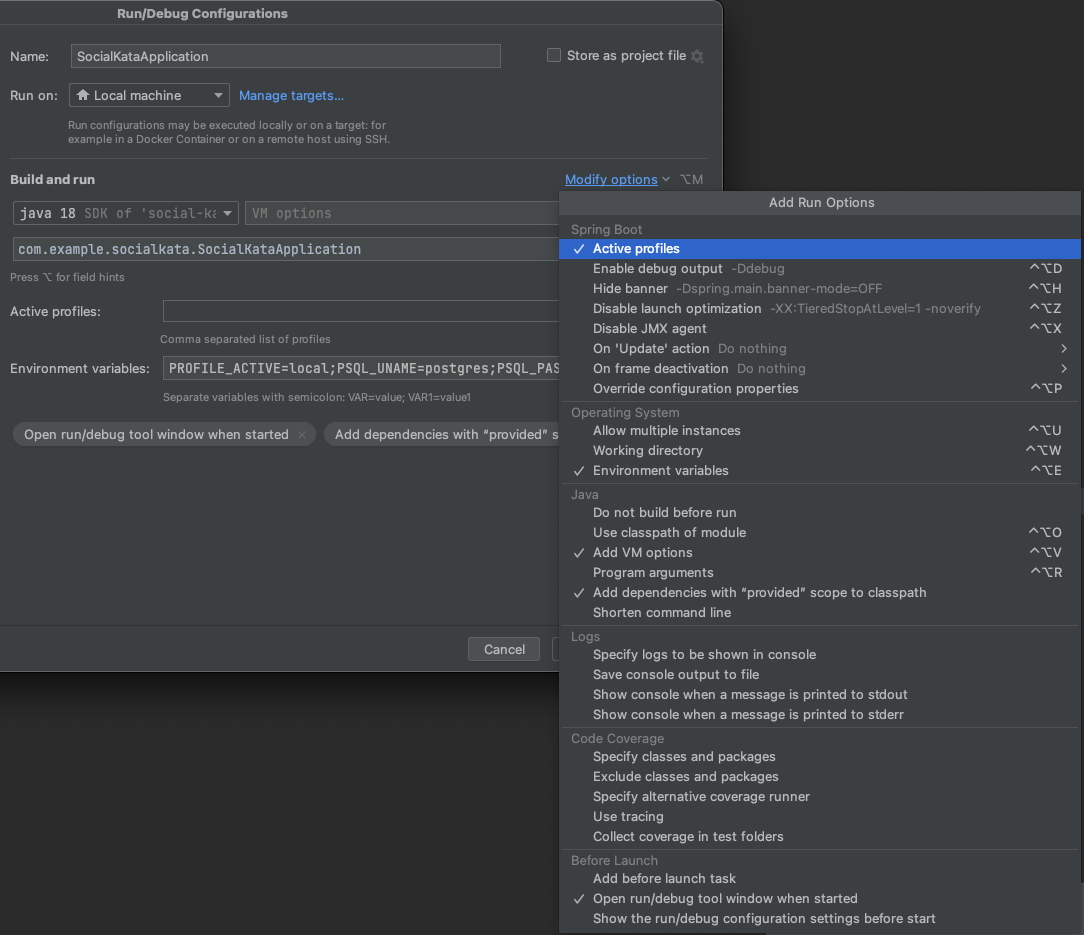 Run/Debug Configurations
Name: SocialKataApplication Store as project file
Run on: Local machine Manage targets...
Run configurations may be executed locally or on a target: for
example in a Docker Container or on a remote host using SSH.
Build and run Modify options ⌥M
java 18 SDK of 'social-ka VM options
com.example.socialkata.SocialKataApplication
Press ⌥ for field hints
Active profiles:
Comma separated list of profiles
Environment variables: PROFILE_ACTIVE=local;PSQL_UNAME=postgres;PSQL_PAS
Separate variables with semicolon: VAR=value; VAR1=value1
Open run/debug tool window when started × Add dependencies with “provided” s
Cancel
Add Run Options
Spring Boot
✓ Active profiles
Enable debug output -Ddebug ^⌥D
Hide banner -Dspring.main.banner-mode=OFF ^⌥H
Disable launch optimization -XX:TieredStopAtLevel=1 -noverify ^⌥Z
Disable JMX agent ^⌥X
On 'Update' action Do nothing >
On frame deactivation Do nothing >
Override configuration properties ^⌥P
Operating System
Allow multiple instances ^⌥U
Working directory ^⌥W
✓ Environment variables ^⌥E
Java
Do not build before run
Use classpath of module ^⌥O
✓ Add VM options ^⌥V
Program arguments ^⌥R
✓ Add dependencies with “provided” scope to classpath
Shorten command line
Logs
Specify logs to be shown in console
Save console output to file
Show console when a message is printed to stdout
Show console when a message is printed to stderr
Code Coverage
Specify classes and packages
Exclude classes and packages
Specify alternative coverage runner
Use tracing
Collect coverage in test folders
Before Launch
Add before launch task
✓ Open run/debug tool window when started
Show the run/debug configuration settings before start